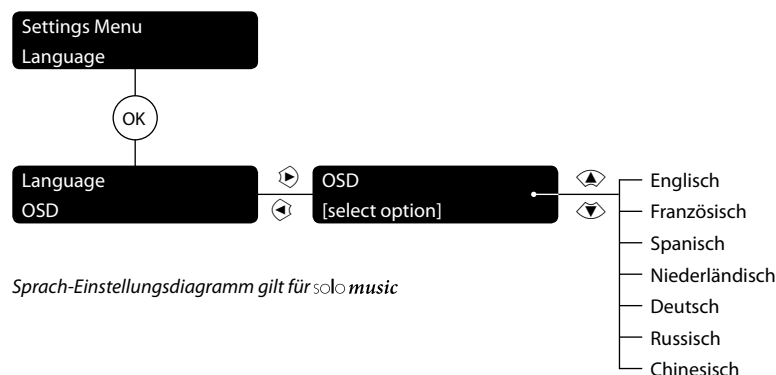 Settings Menu
Language
OK
Language
OSD
OSD
[select option]
Englisch
Französisch
Spanisch
Niederländisch
Deutsch
Russisch
Chinesisch
Sprach-Einstellungsdiagramm gilt für solo music